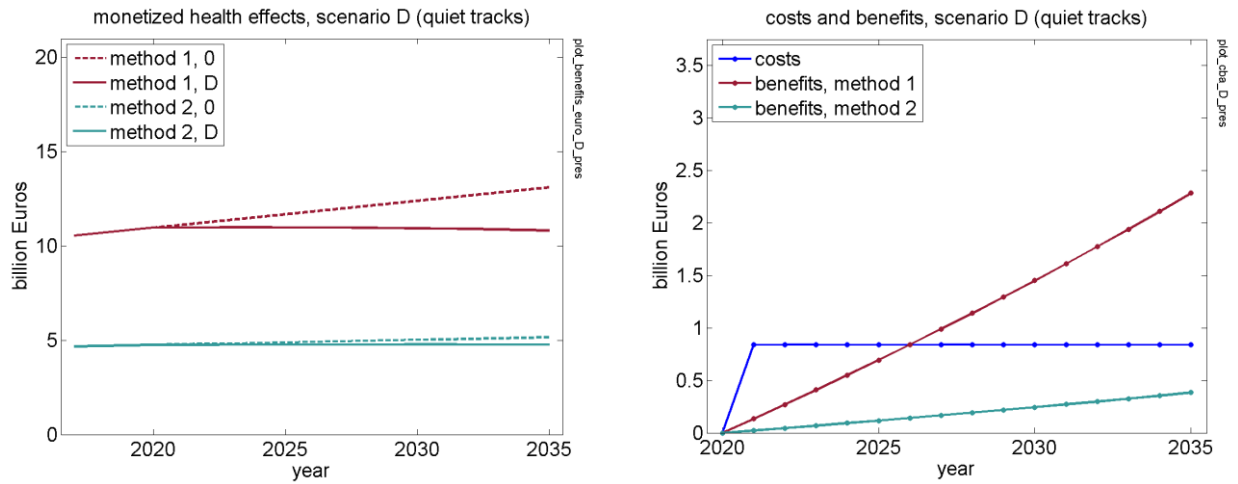 monetized health effects, scenario D (quiet tracks)
20
15
10
5
0
billion Euros
method 1, 0
method 1, D
method 2, 0
method 2, D
2020
2025
2030
2035
year
plot_benefits_euro_D_pres
costs and benefits, scenario D (quiet tracks)
3.5
3
2.5
2
1.5
1
0.5
0
billion Euros
costs
benefits, method 1
benefits, method 2
2020
2025
2030
2035
year
plot_cba_D_pres